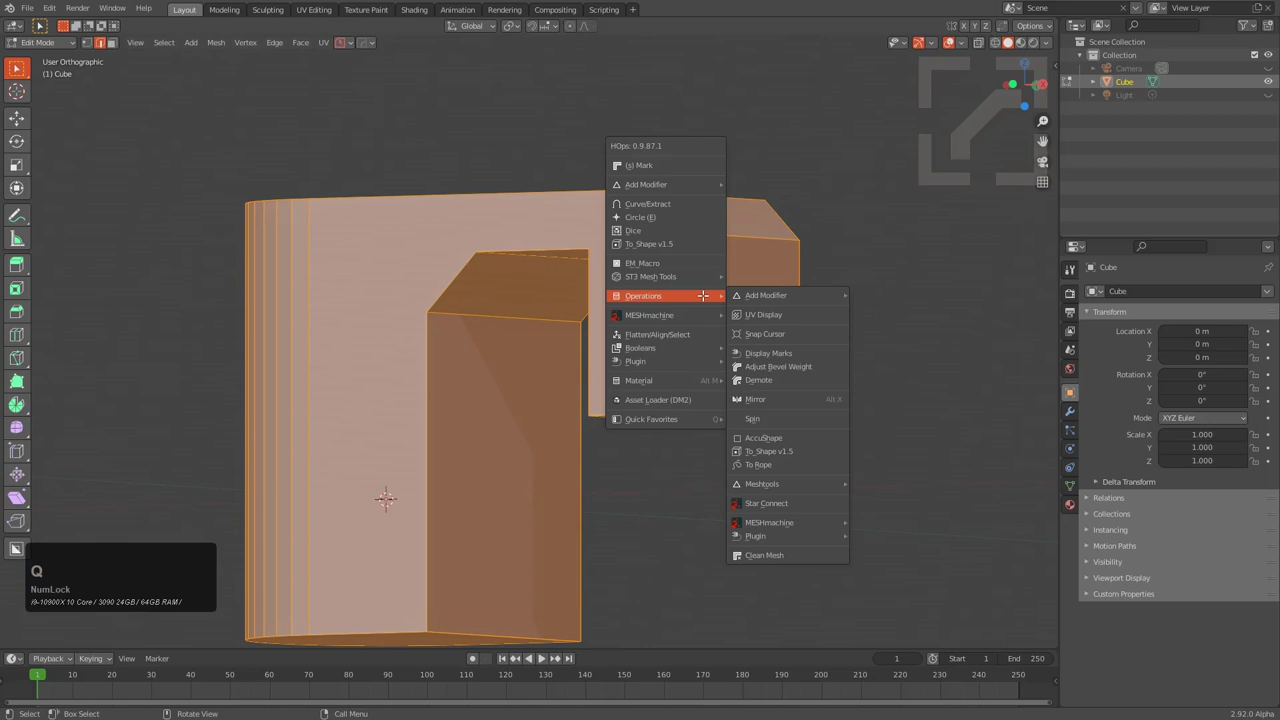 File Edit Render Window Help Layout Modeling Sculpting UV Editing Texture Paint Shading Animation Rendering Compositing Scripting + Scene View Layer
Global Options
X Y Z
Edit Mode View Select Add Mesh Vertex Edge Face UV
User Orthographic
(1) Cube
Scene Collection
Collection
Camera
Cube
Light
HOps: 0.9.87.1
(s) Mark
Add Modifier
Curve/Extract
Circle (E)
Dice
To_Shape v1.5
EM_Macro
ST3 Mesh Tools
Operations
MESHmachine
Flatten/Align/Select
Booleans
Plugin
Material Alt M
Asset Loader (DM2)
Quick Favorites Q
Add Modifier
UV Display
Snap Cursor
Display Marks
Adjust Bevel Weight
Demote
Mirror Alt X
Spin
AccuShape
To_Shape v1.5
To Rope
Meshtools
Star Connect
MESHmachine
Plugin
Clean Mesh
Cube
Cube
Transform
Location X 0 m
Y 0 m
Z 0 m
Rotation X 0°
Y 0°
Z 0°
Mode XYZ Euler
Scale X 1.000
Y 1.000
Z 1.000
Delta Transform
Relations
Collections
Instancing
Motion Paths
Visibility
Viewport Display
Custom Properties
Q
NumLock
i9-10900X 10 Core / 3090 24GB / 64GB RAM /
Playback Keying View Marker 1 Start 1 End 250
1 10 20 30 40 50 60 70 80 90 100 110 120 130 140 150 160 170 180 190 200 210 220 230 240 250
Select Box Select Rotate View Call Menu 2.92.0 Alpha